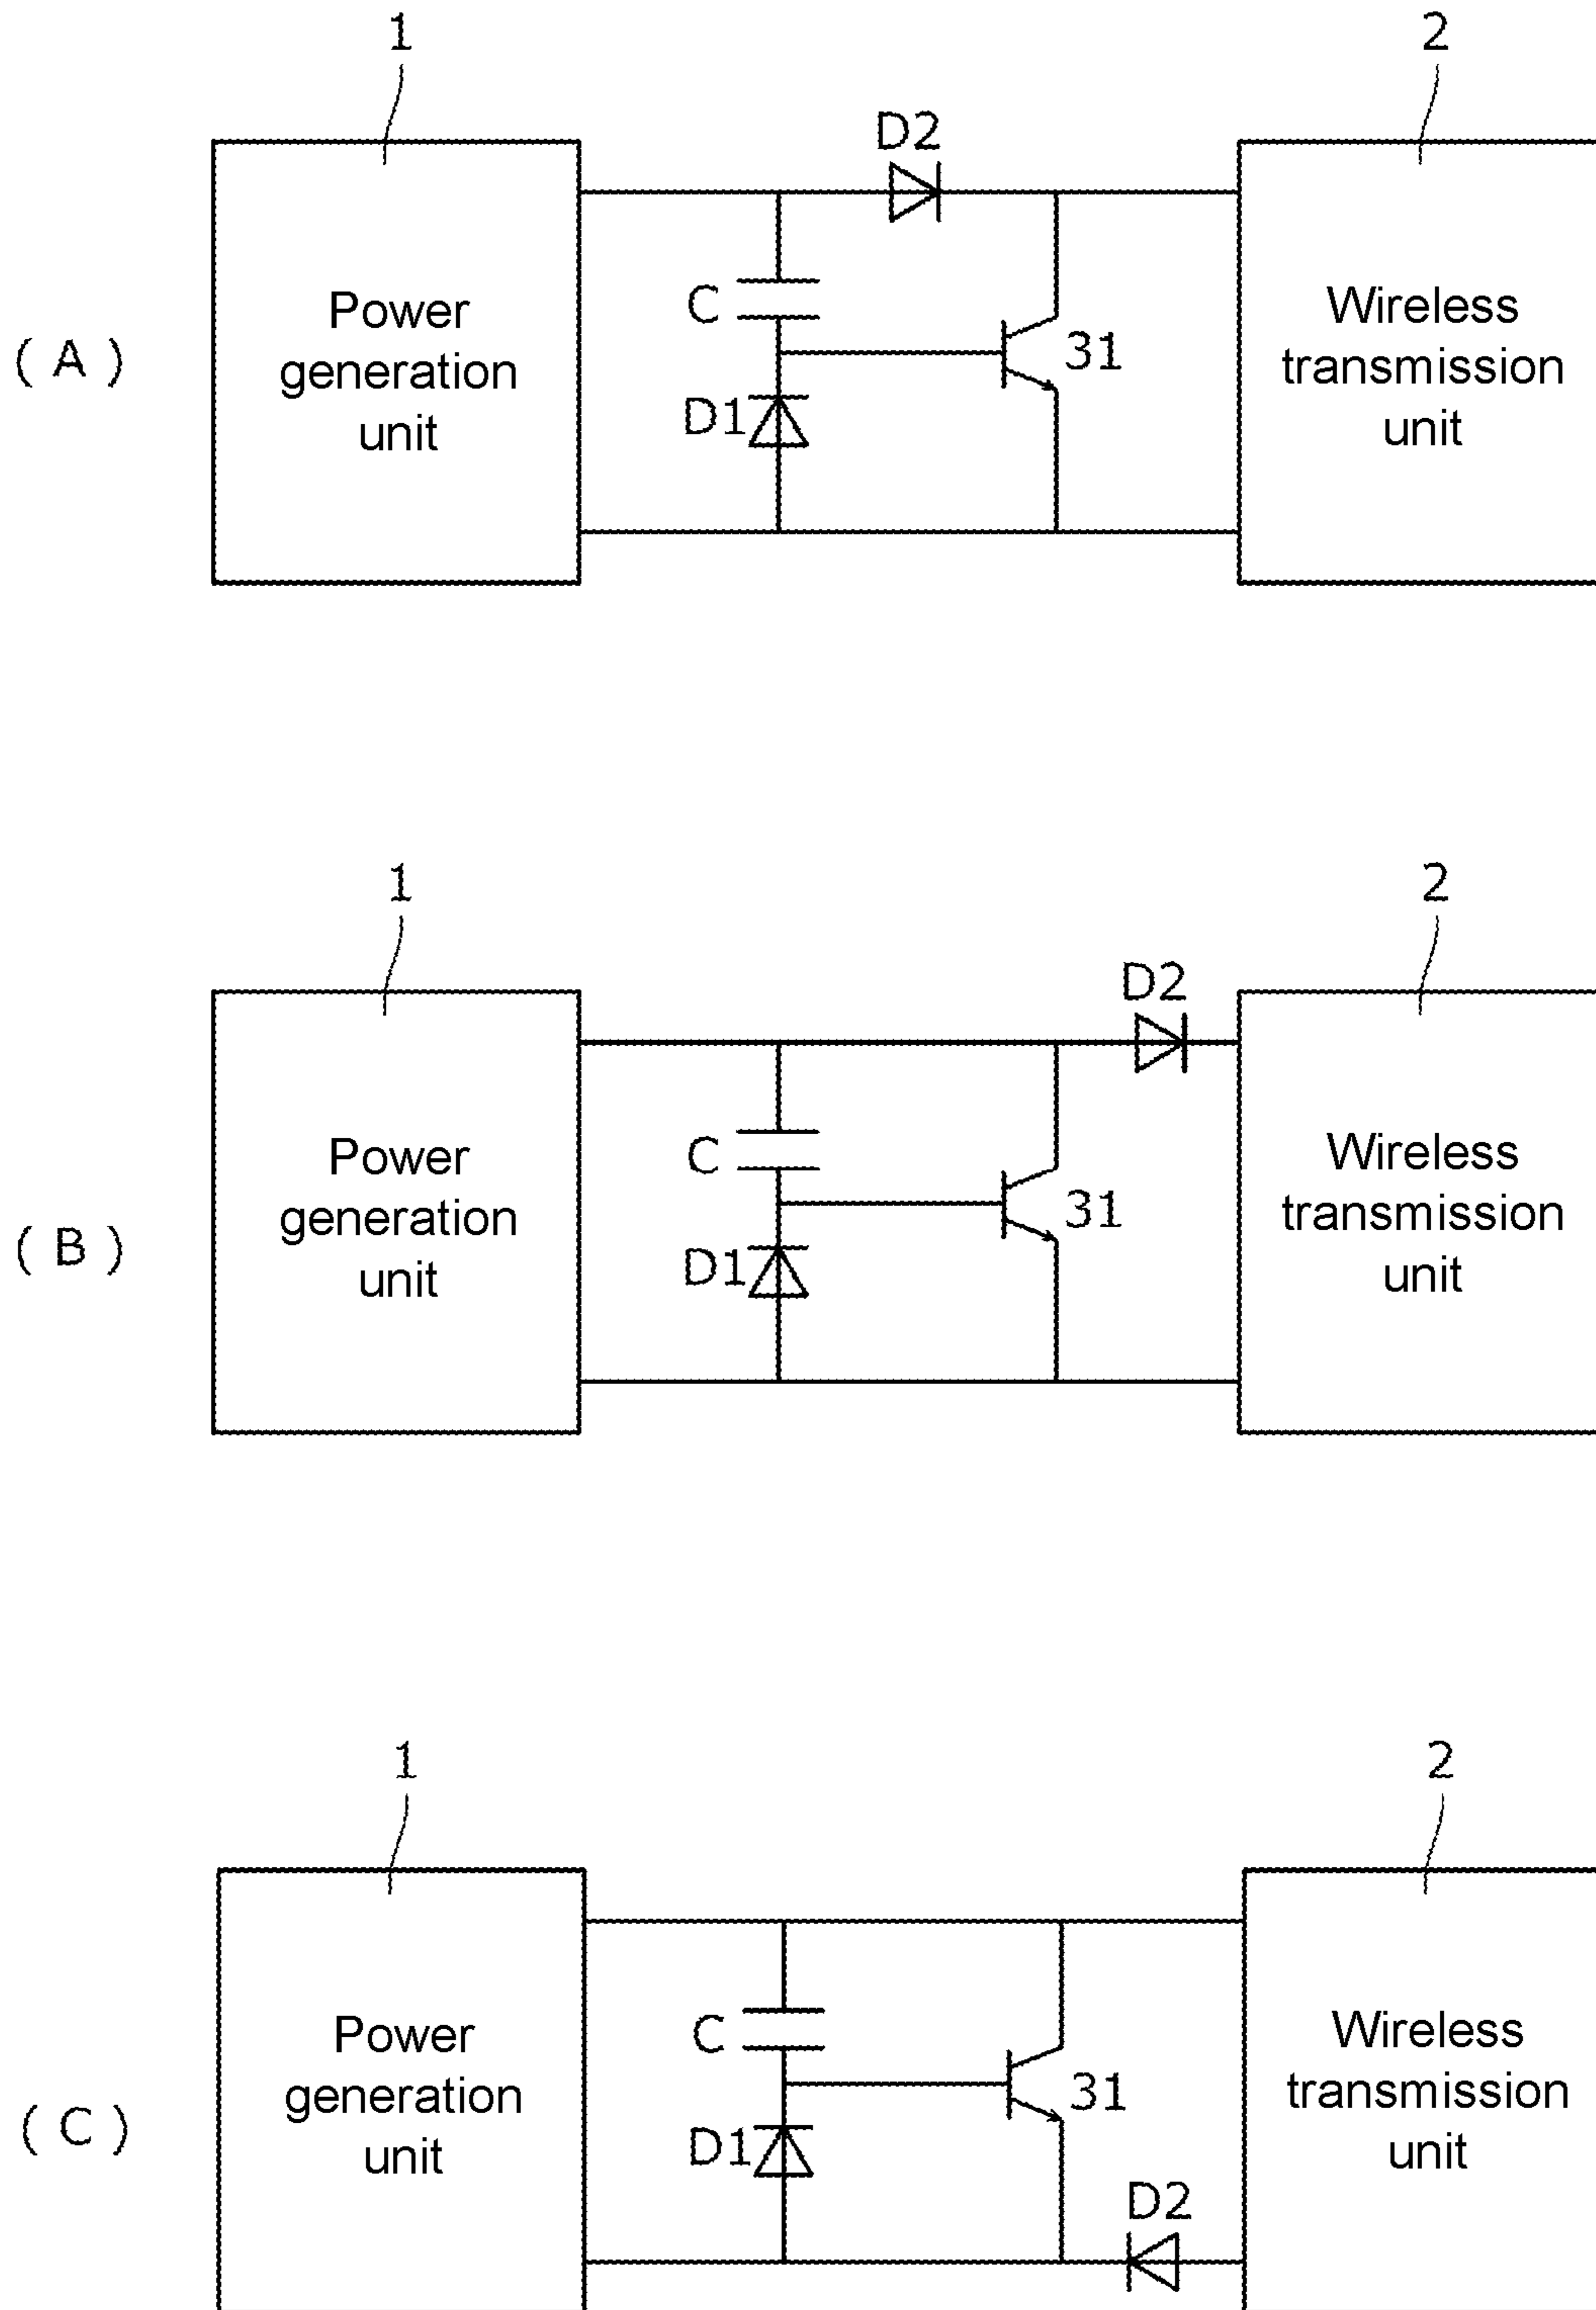 1
2
D2
( A )
Power
generation
unit
C
D1
31
Wireless
transmission
unit
1
2
D2
( B )
Power
generation
unit
C
D1
31
Wireless
transmission
unit
1
2
( C )
Power
generation
unit
C
D1
31
D2
Wireless
transmission
unit